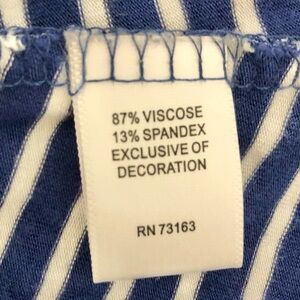 87% VISCOSE
13% SPANDEX
EXCLUSIVE OF
DECORATION
RN 73163